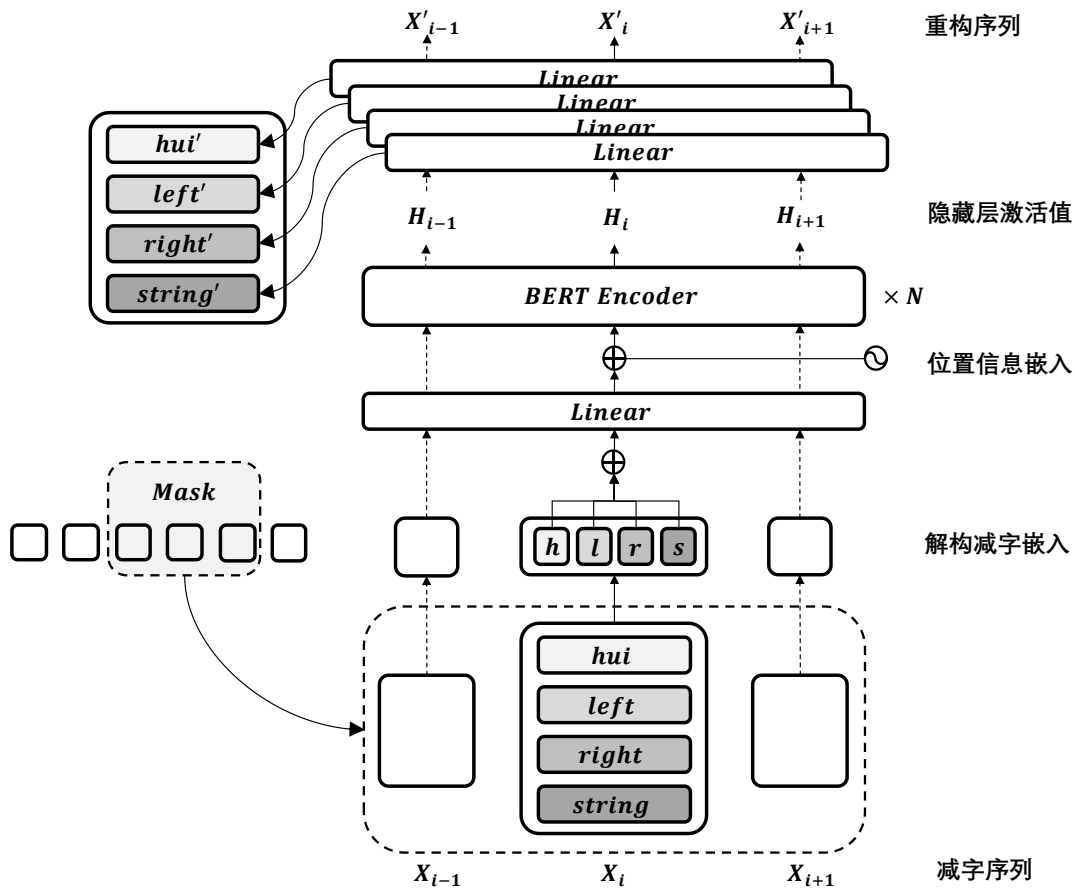 X'ᵢ₋₁ X'ᵢ X'ᵢ₊₁ 重构序列
Linear
Linear
Linear
Linear
hui'
left'
right'
string'
Hᵢ₋₁ Hᵢ Hᵢ₊₁ 隐藏层激活值
BERT Encoder × N
位置信息嵌入
Linear
Mask
h l r s 解构减字嵌入
hui
left
right
string
Xᵢ₋₁ Xᵢ Xᵢ₊₁ 减字序列